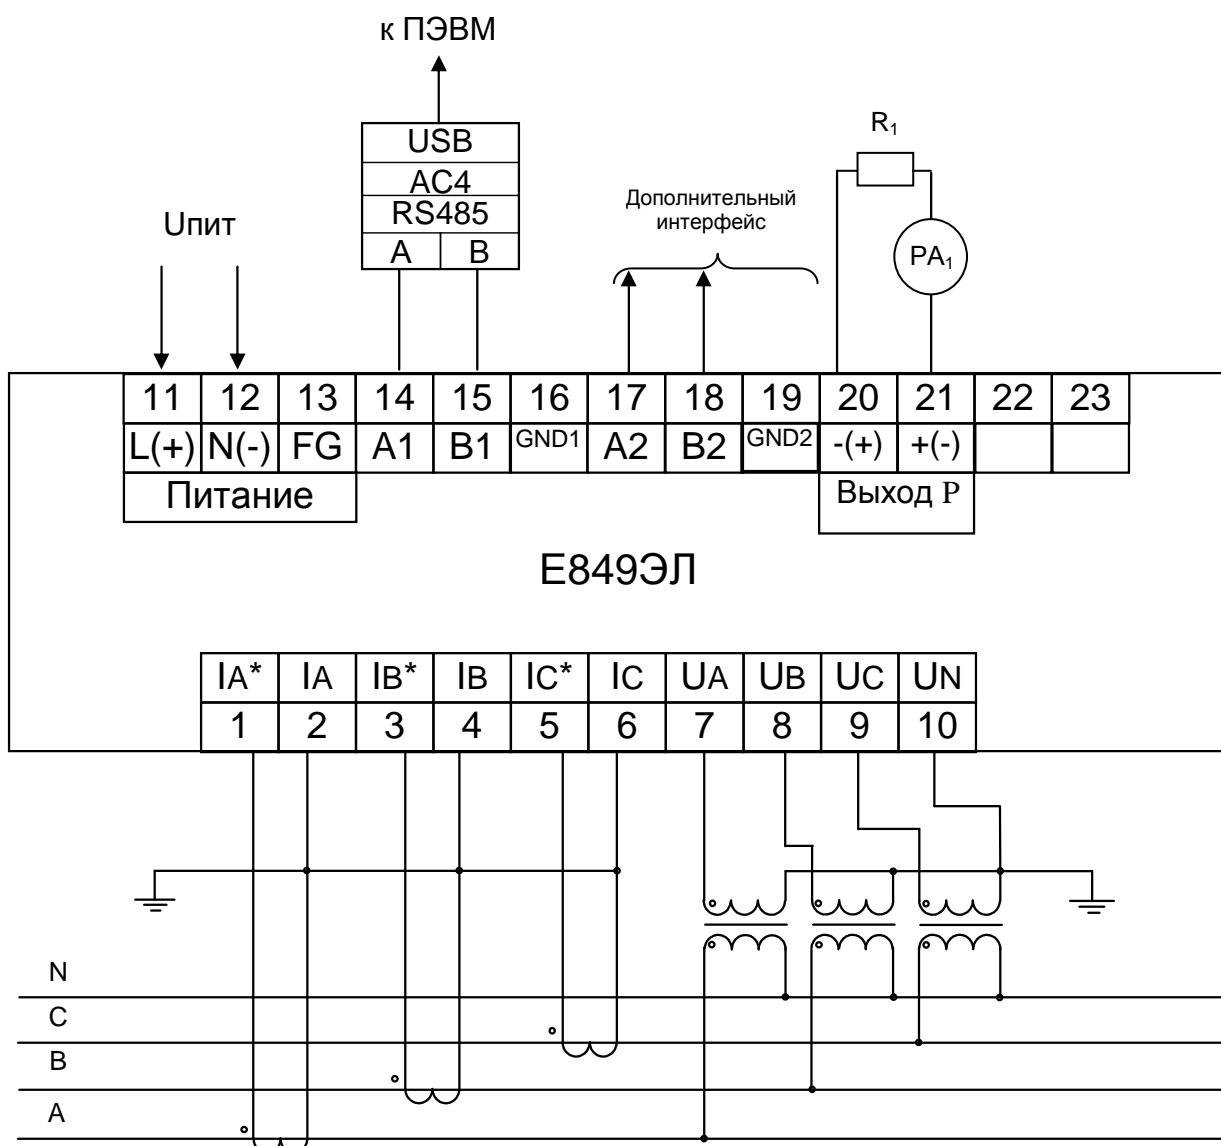 к ПЭВМ
USB
AC4
RS485
A B
Uпит
Дополнительный
интерфейс
R1
PA1
11 12 13 14 15 16 17 18 19 20 21 22 23
L(+) N(-) FG A1 B1 GND1 A2 B2 GND2 -(+) +(-)
Питание
Выход P
Е849ЭЛ
IA* IA IB* IB IC* IC UA UB UC UN
1 2 3 4 5 6 7 8 9 10
N
C
B
A